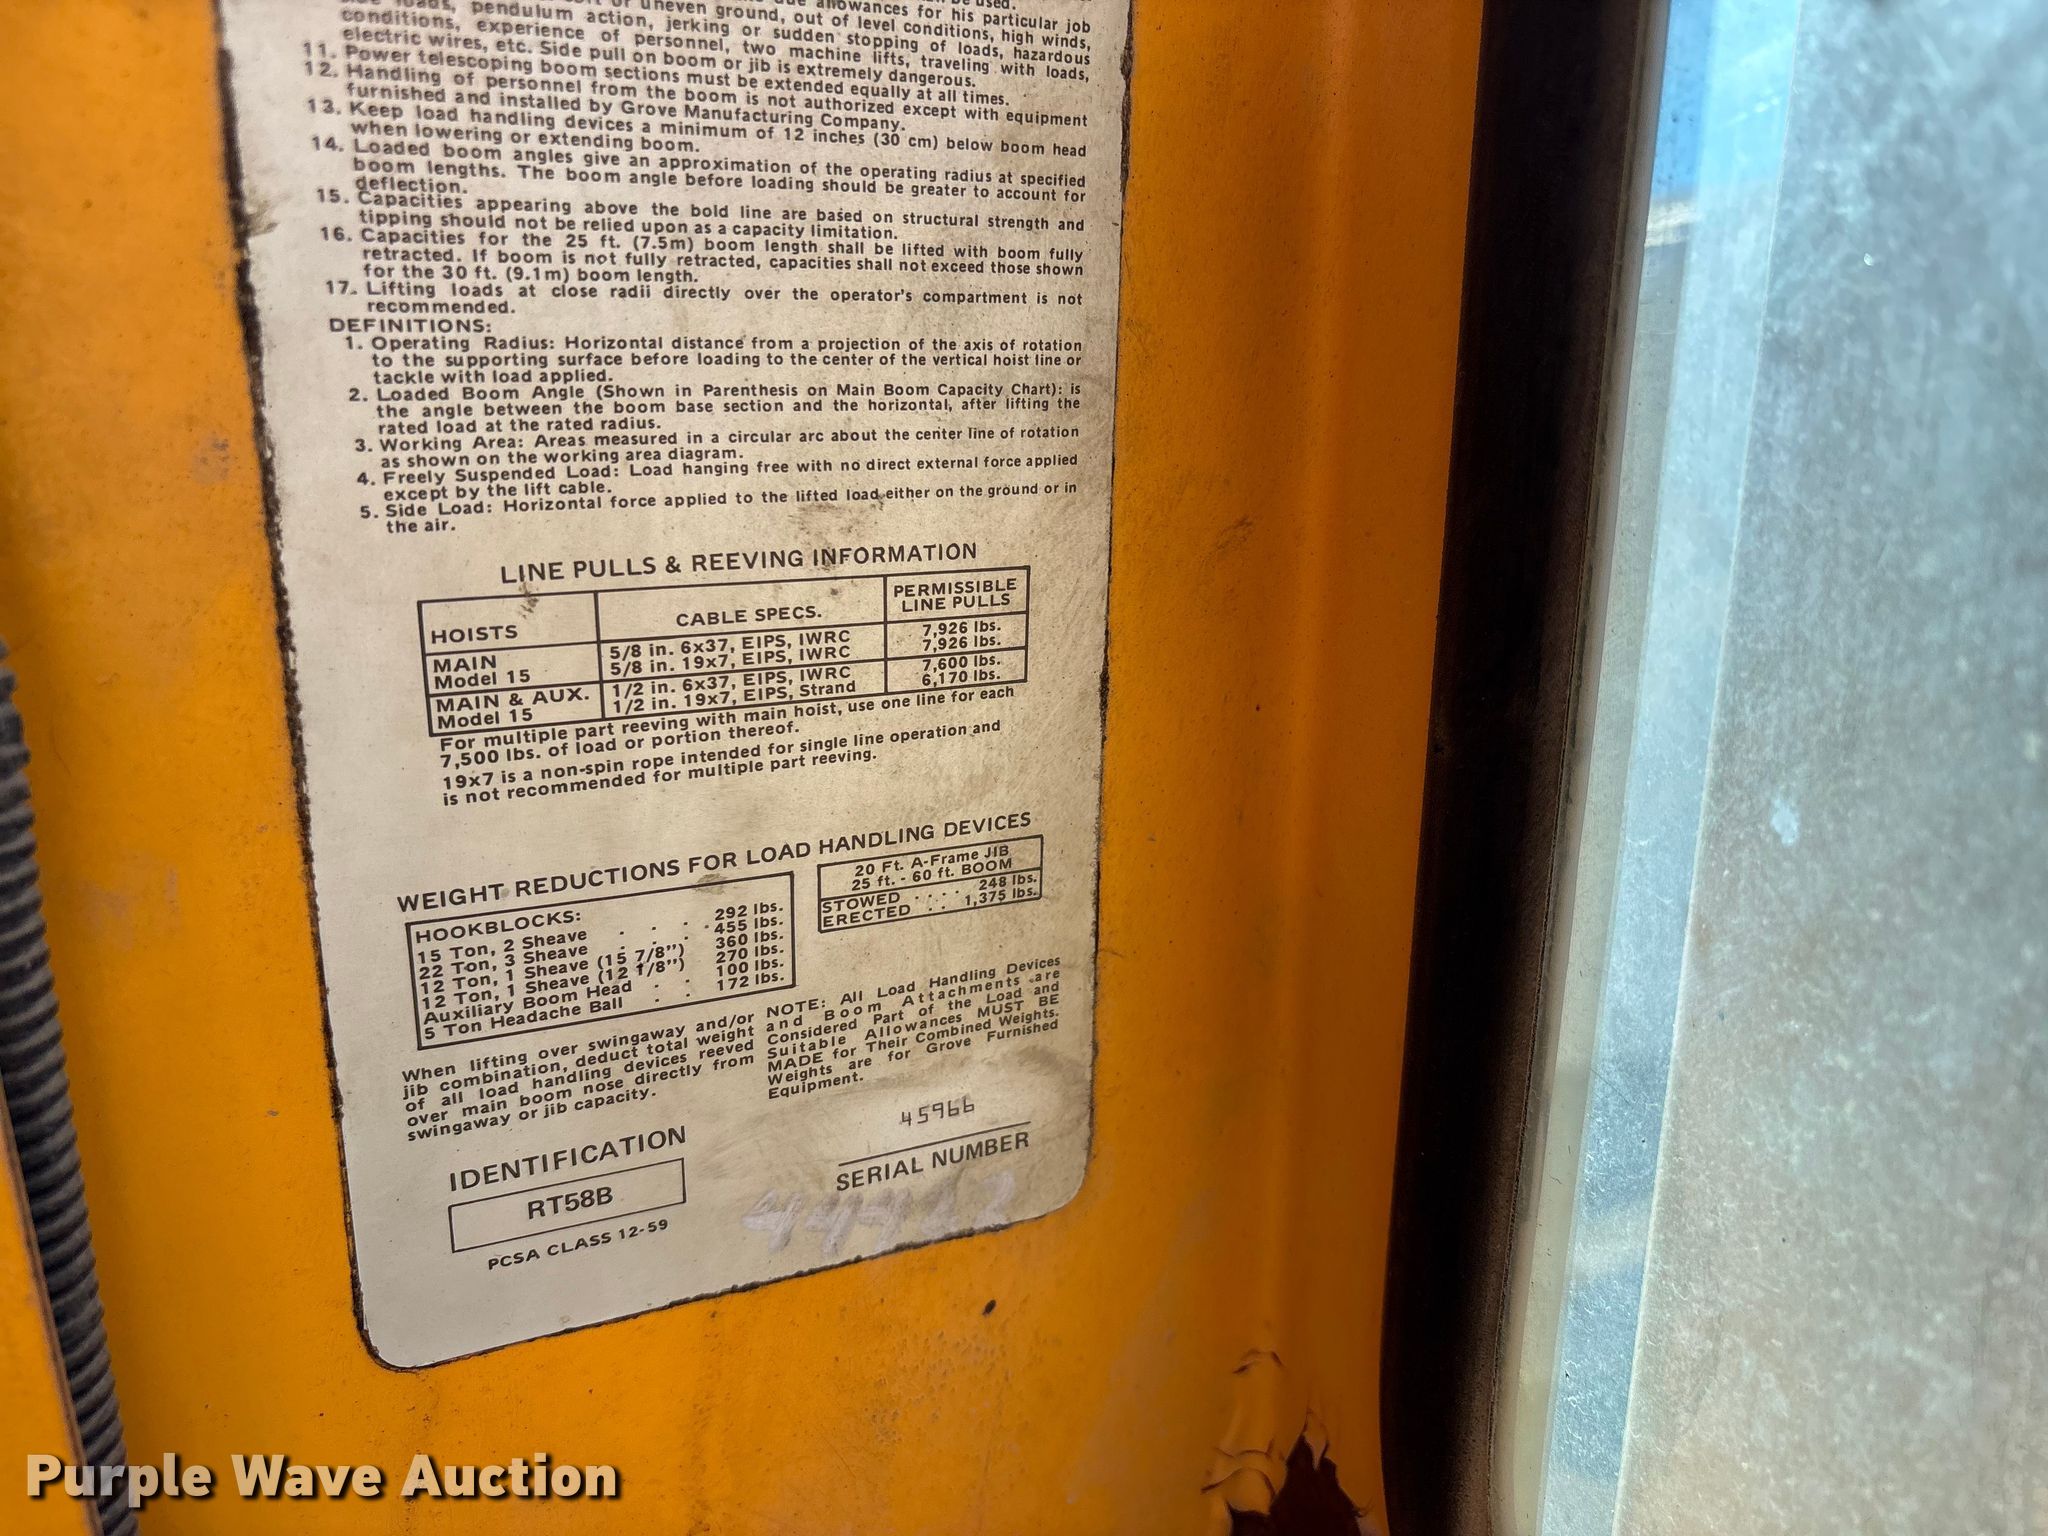 uneven ground, out of level conditions, high winds,
allowances for his particular job
side loads, pendulum action, jerking or sudden stopping of loads, hazardous
conditions, experience of personnel, two machine lifts, traveling with loads,
electric wires, etc. Side pull on boom or jib is extremely dangerous.
11. Power telescoping boom sections must be extended equally at all times.
12. Handling of personnel from the boom is not authorized except with equipment
furnished and installed by Grove Manufacturing Company.
13. Keep load handling devices a minimum of 12 inches (30 cm) below boom head
when lowering or extending boom.
14. Loaded boom angles give an approximation of the operating radius at specified
boom lengths. The boom angle before loading should be greater to account for
deflection.
15. Capacities appearing above the bold line are based on structural strength and
tipping should not be relied upon as a capacity limitation.
16. Capacities for the 25 ft. (7.5m) boom length shall be lifted with boom fully
retracted. If boom is not fully retracted, capacities shall not exceed those shown
for the 30 ft. (9.1m) boom length.
17. Lifting loads at close radii directly over the operator's compartment is not
recommended.
DEFINITIONS:
1. Operating Radius: Horizontal distance from a projection of the axis of rotation
to the supporting surface before loading to the center of the vertical hoist line or
tackle with load applied.
2. Loaded Boom Angle (Shown in Parenthesis on Main Boom Capacity Chart): is
the angle between the boom base section and the horizontal, after lifting the
rated load at the rated radius.
3. Working Area: Areas measured in a circular arc about the center line of rotation
as shown on the working area diagram.
4. Freely Suspended Load: Load hanging free with no direct external force applied
except by the lift cable.
5. Side Load: Horizontal force applied to the lifted load either on the ground or in
the air.
LINE PULLS & REEVING INFORMATION
HOISTS CABLE SPECS. PERMISSIBLE LINE PULLS
MAIN 5/8 in. 6x37, EIPS, IWRC 7,926 lbs.
Model 15 5/8 in. 19x7, EIPS, IWRC 7,926 lbs.
MAIN & AUX. 1/2 in. 6x37, EIPS, IWRC 7,600 lbs.
Model 15 1/2 in. 19x7, EIPS, Strand 6,170 lbs.
For multiple part reeving with main hoist, use one line for each
7,500 lbs. of load or portion thereof.
19x7 is a non-spin rope intended for single line operation and
is not recommended for multiple part reeving.
WEIGHT REDUCTIONS FOR LOAD HANDLING DEVICES
HOOKBLOCKS:
15 Ton, 2 Sheave . . . 292 lbs.
22 Ton, 3 Sheave . . . 455 lbs.
12 Ton, 1 Sheave (15 7/8") 360 lbs.
12 Ton, 1 Sheave (12 1/8") 270 lbs.
Auxiliary Boom Head . . 100 lbs.
5 Ton Headache Ball . . 172 lbs.
20 Ft. A-Frame JIB
25 ft. - 60 ft. BOOM
STOWED . . . . 248 lbs.
ERECTED . . 1,375 lbs.
When lifting over swingaway and/or
jib combination, deduct total weight
of all load handling devices reeved
over main boom nose directly from
swingaway or jib capacity.
NOTE: All Load Handling Devices
and Boom Attachments are
Considered Part of the Load and
Suitable Allowances MUST BE
MADE for Their Combined Weights.
Weights are for Grove Furnished
Equipment.
IDENTIFICATION
RT58B
PCSA CLASS 12-59
45966
SERIAL NUMBER
Purple Wave Auction